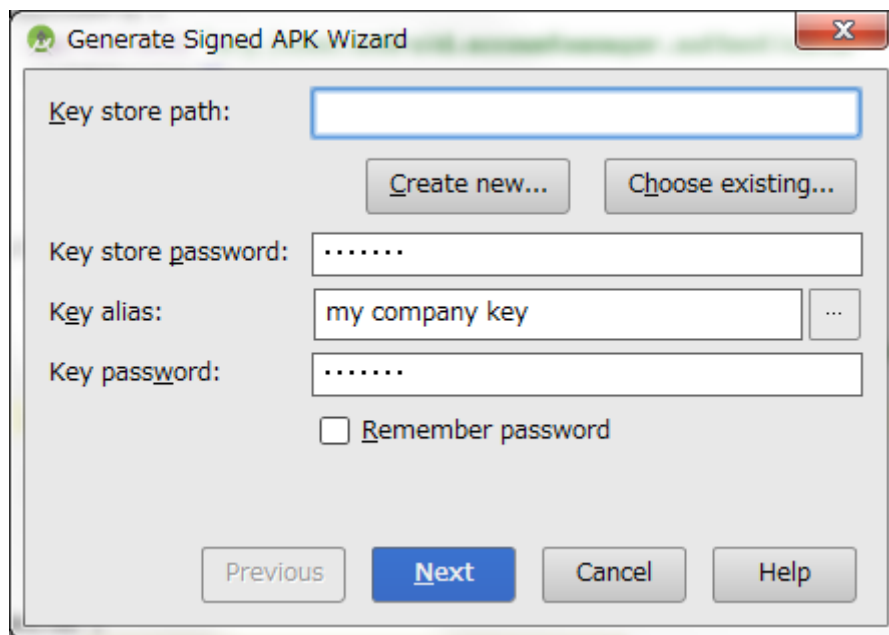 Generate Signed APK Wizard
Key store path:
Create new... Choose existing...
Key store password: ·······
Key alias: my company key ...
Key password: ·······
Remember password
Previous Next Cancel Help